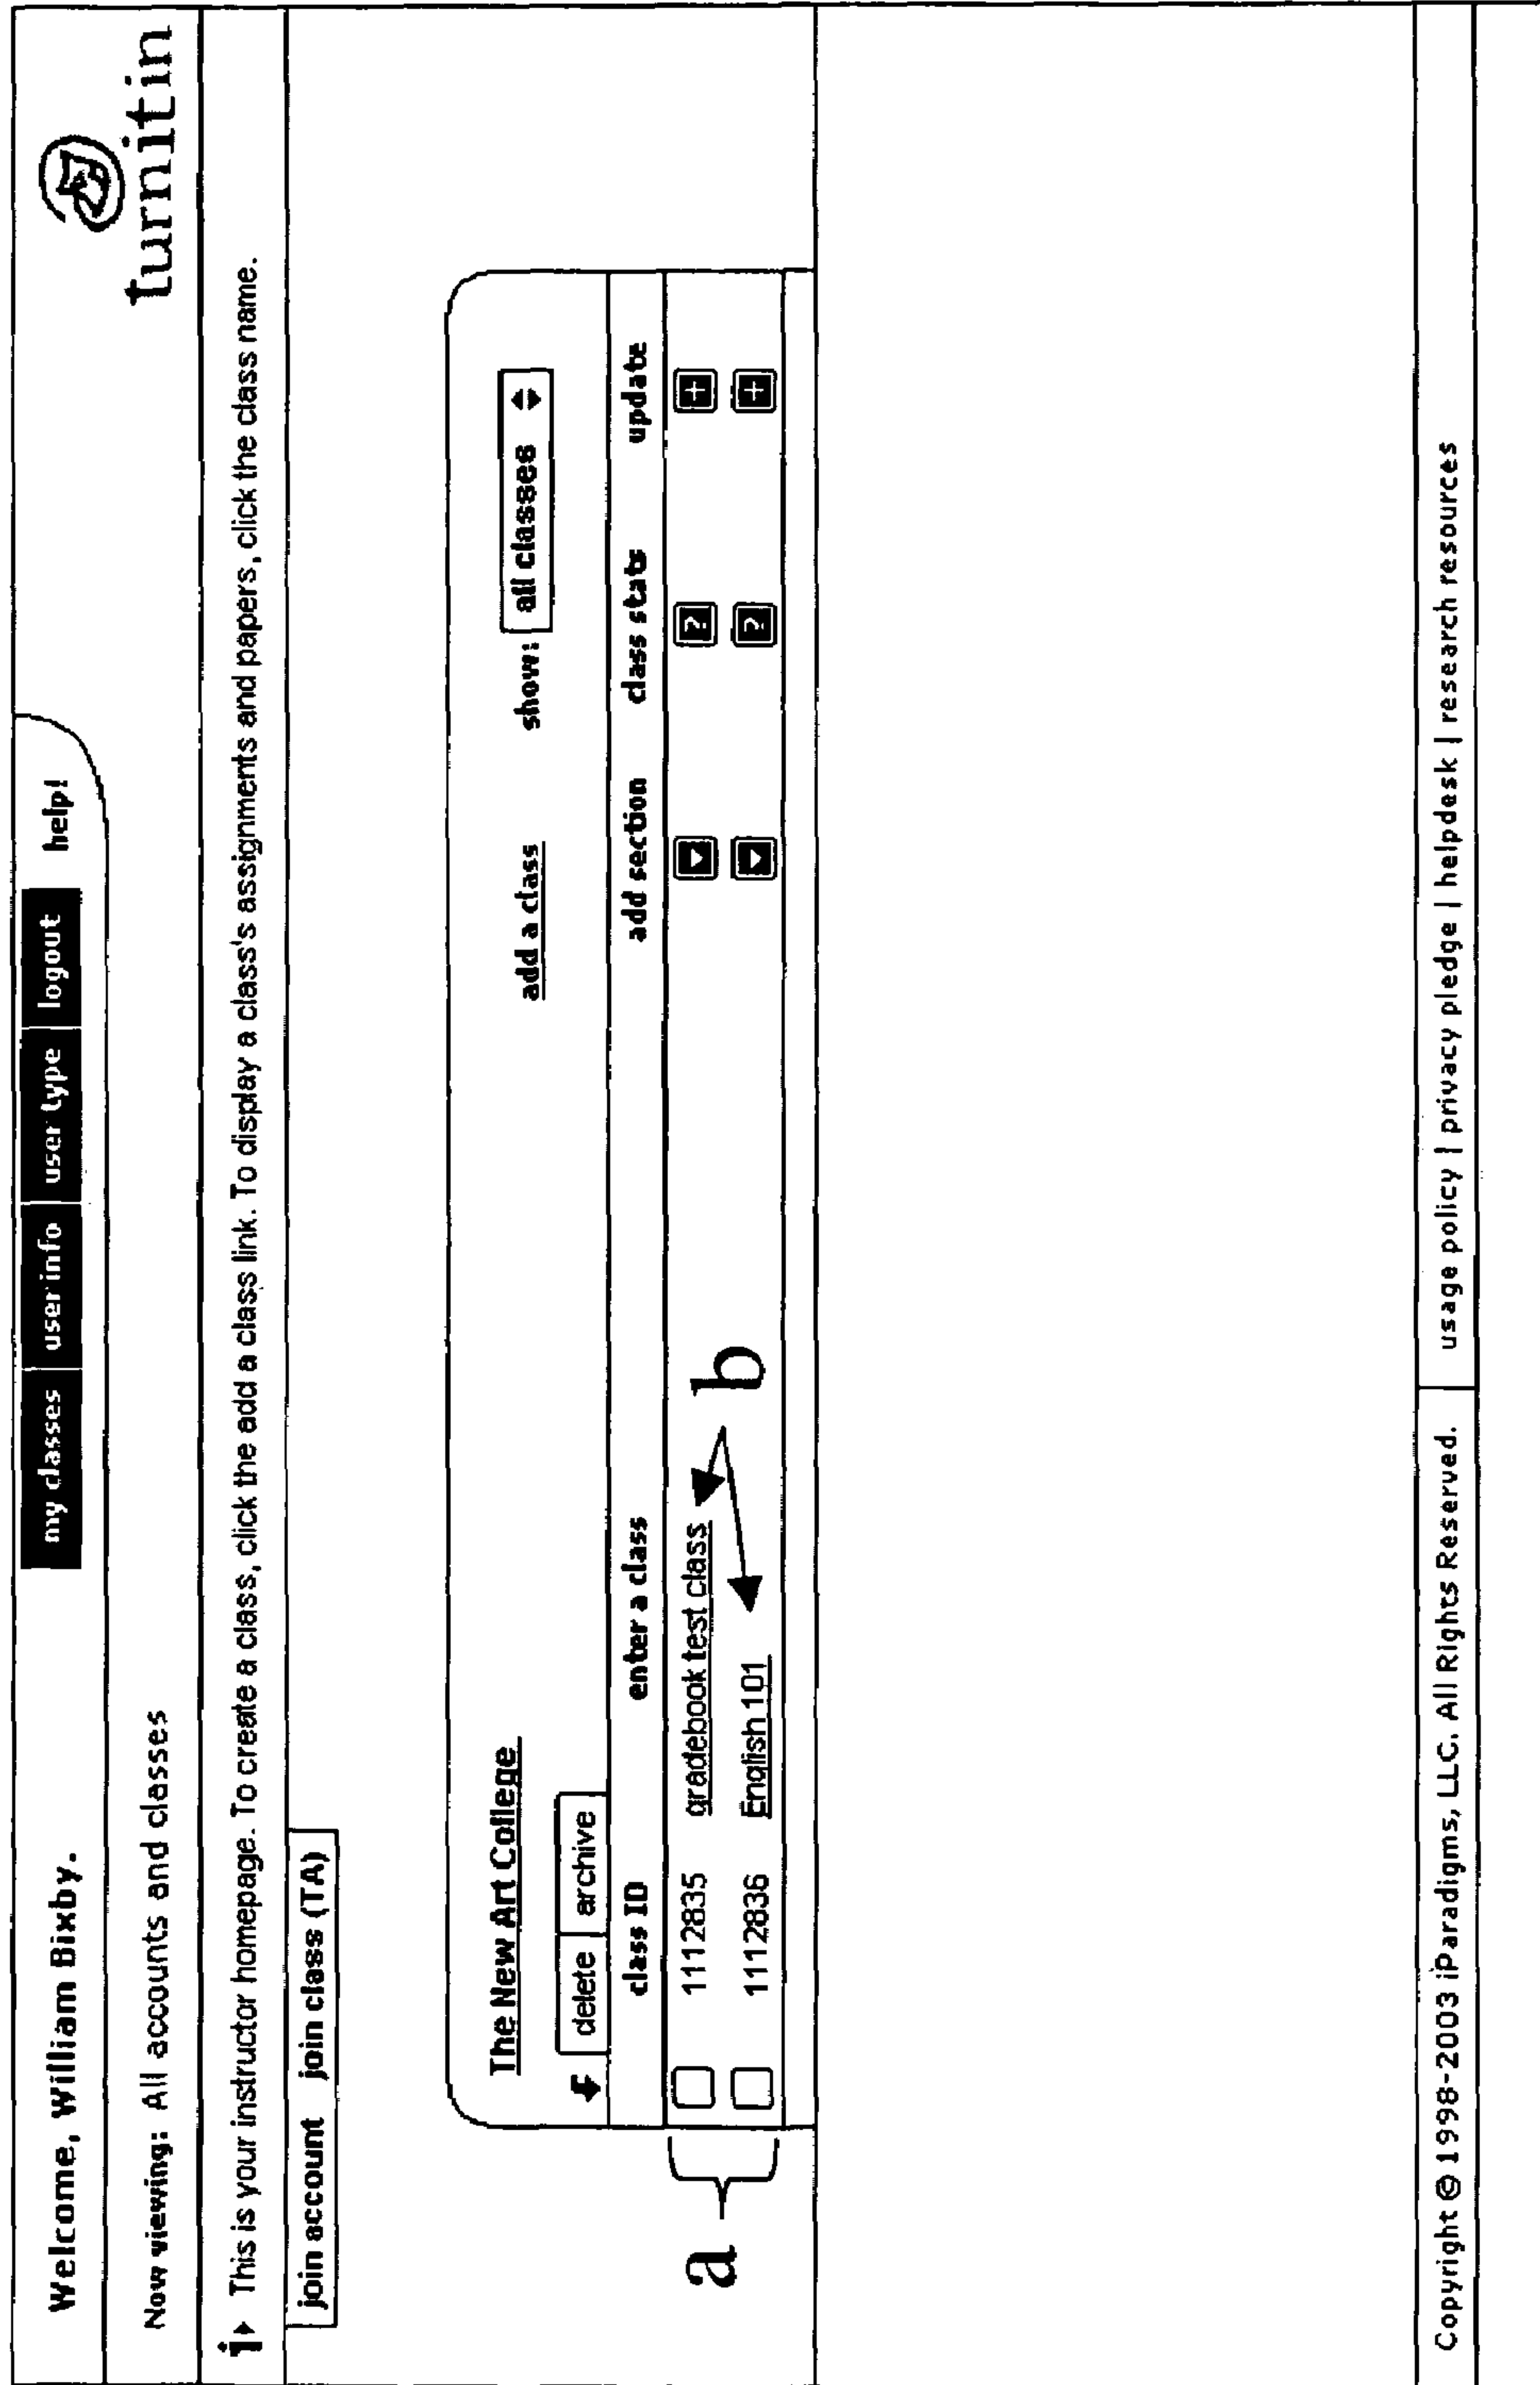 Welcome, William Bixby.
my classes user info user type logout help!
turnitin
Now viewing: All accounts and classes
i This is your instructor homepage. To create a class, click the add a class link. To display a class's assignments and papers, click the class name.
join account join class (TA)
The New Art College add a class show: all classes
delete archive
class ID enter a class add section class stats update
1112835 gradebook test class ? +
1112836 English 101 ? +
a
b
Copyright © 1998-2003 iParadigms, LLC. All Rights Reserved. usage policy | privacy pledge | helpdesk | research resources